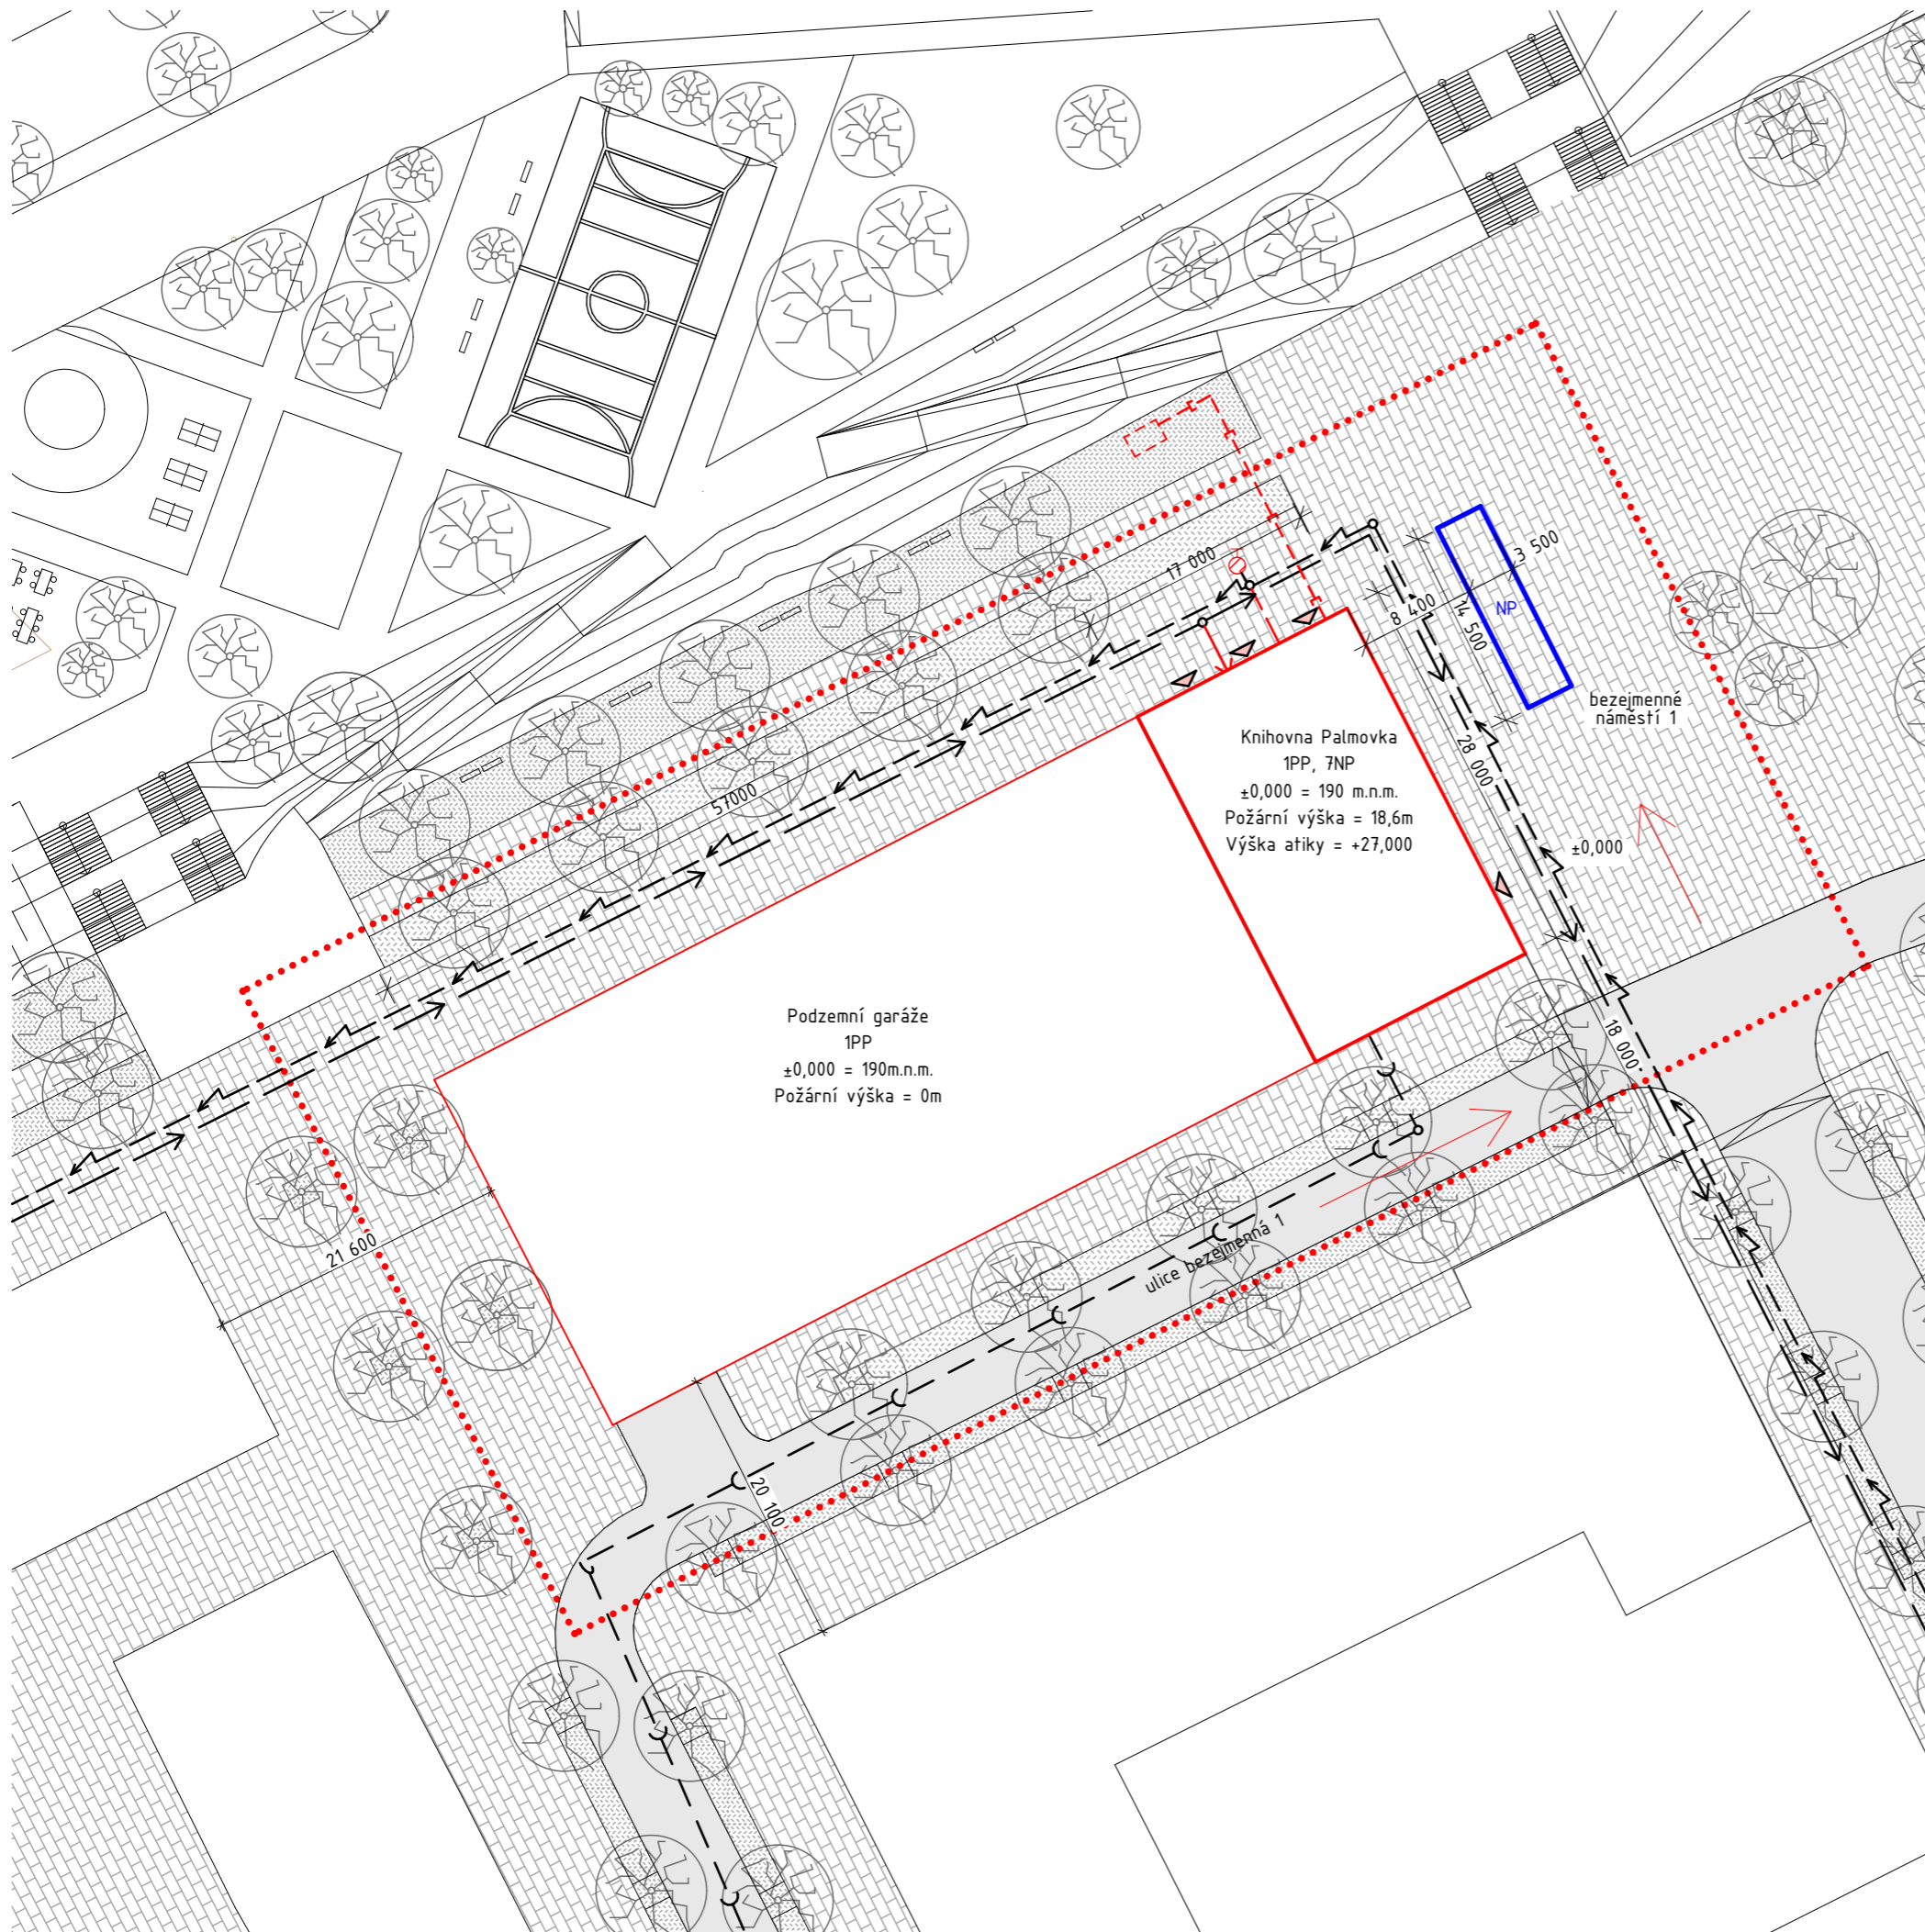 17 000
3 500
NP
8 400
14 500
bezejmenné
náměstí 1
Knihovna Palmovka
1PP, 7NP
±0,000 = 190 m.n.m.
Požární výška = 18,6m
Výška atiky = +27,000
28 000
57000
±0,000
Podzemní garáže
1PP
±0,000 = 190m.n.m.
Požární výška = 0m
18 000
21 600
ulice bezejmenná 1
20 100